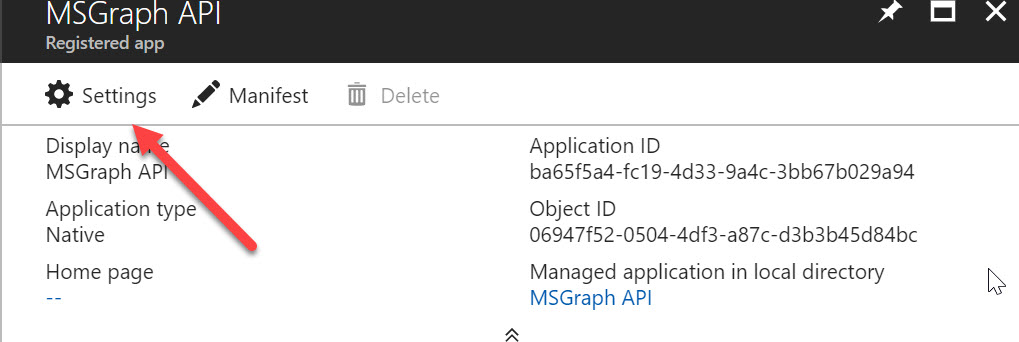 MSGraph API
Registered app
Settings Manifest Delete
Display name
MSGraph API
Application ID
ba65f5a4-fc19-4d33-9a4c-3bb67b029a94
Application type
Native
Object ID
06947f52-0504-4df3-a87c-d3b3b45d84bc
Home page
--
Managed application in local directory
MSGraph API